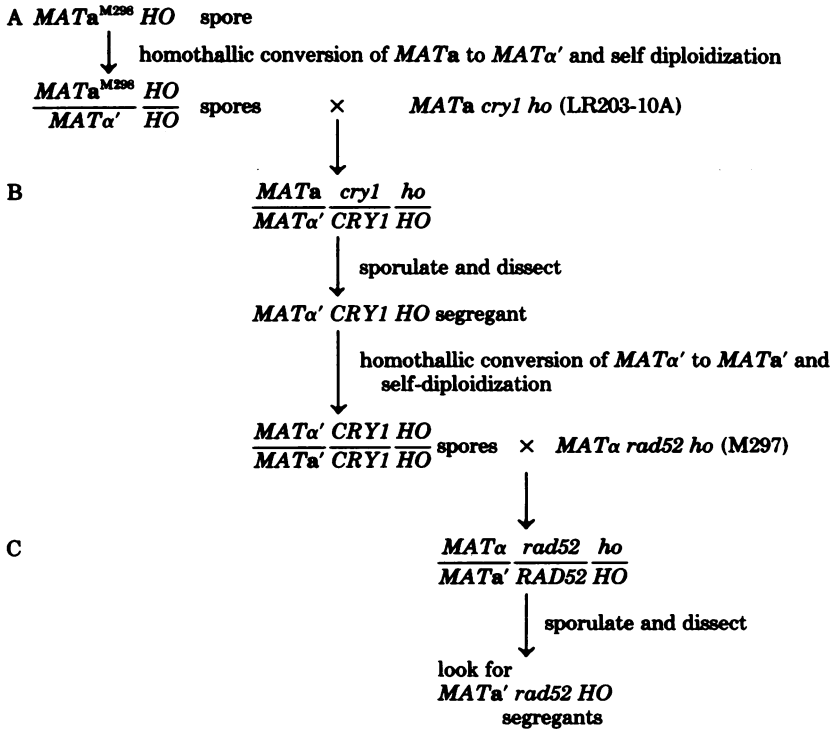 A MATa^M298 HO spore
homothallic conversion of MATa to MATα′ and self diploidization
MATa^M298 HO
MATα′ HO spores × MATa cry1 ho (LR203-10A)
B MATa cry1 ho
MATα′ CRY1 HO
sporulate and dissect
MATα′ CRY1 HO segregant
homothallic conversion of MATα′ to MATa′ and
self-diploidization
MATα′ CRY1 HO
MATa′ CRY1 HO spores × MATα rad52 ho (M297)
C MATα rad52 ho
MATa′ RAD52 HO
sporulate and dissect
look for
MATa′ rad52 HO
segregants